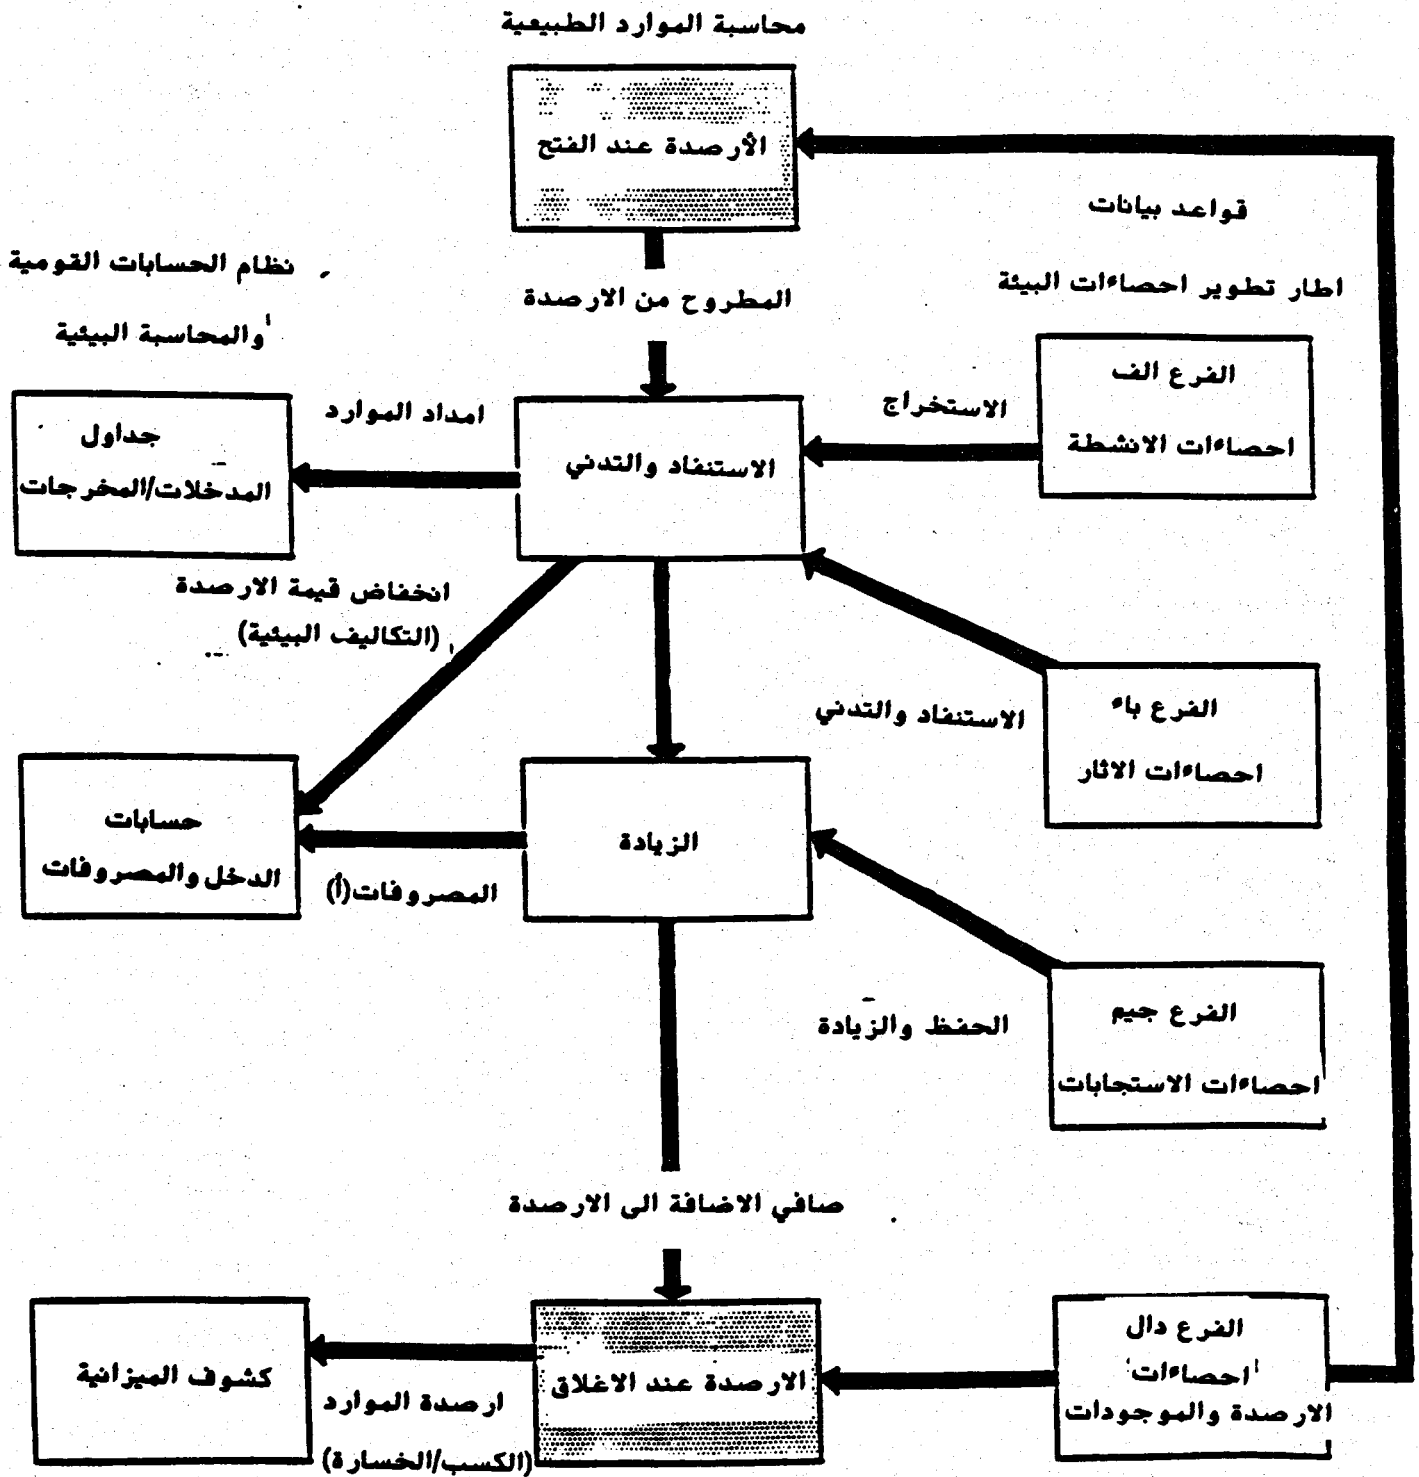 محاسبة الموارد الطبيعية
الأرصدة عند الفتح
قواعد بيانات
اطار تطوير احصاءات البيئة
نظام الحسابات القومية
والمحاسبة البيئية
المطروح من الارصدة
الفرع الف
احصاءات الانشطة
الاستخراج
الاستنفاد والتدني
امداد الموارد
جداول
المدخلات/المخرجات
انخفاض قيمة الارصدة
(التكاليف البيئية)
الفرع باء
احصاءات الاثار
الاستنفاد والتدني
الزيادة
المصروفات(أ)
حسابات
الدخل والمصروفات
الفرع جيم
احصاءات الاستجابات
الحفظ والزيادة
صافي الاضافة الى الارصدة
الفرع دال
احصاءات
الارصدة والموجودات
الارصدة عند الاغلاق
ارصدة الموارد
(الكسب/الخسارة)
كشوف الميزانية